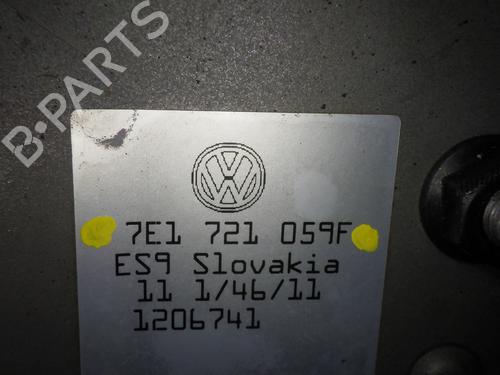 B-PARTS
7E1 721 059F
ES9 Slovakia
11 1/46/11
1206741